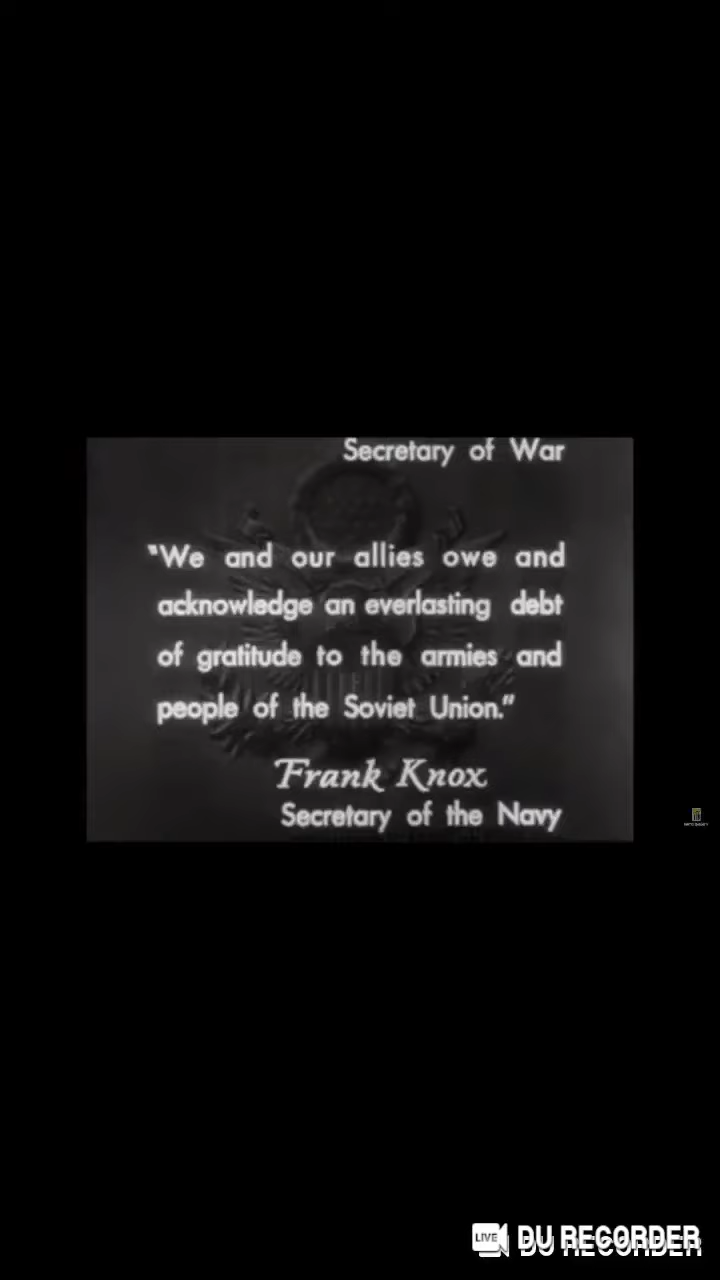 Secretary of War
"We and our allies owe and
acknowledge an everlasting debt
of gratitude to the armies and
people of the Soviet Union."
Frank Knox
Secretary of the Navy
LIVE DU RECORDER